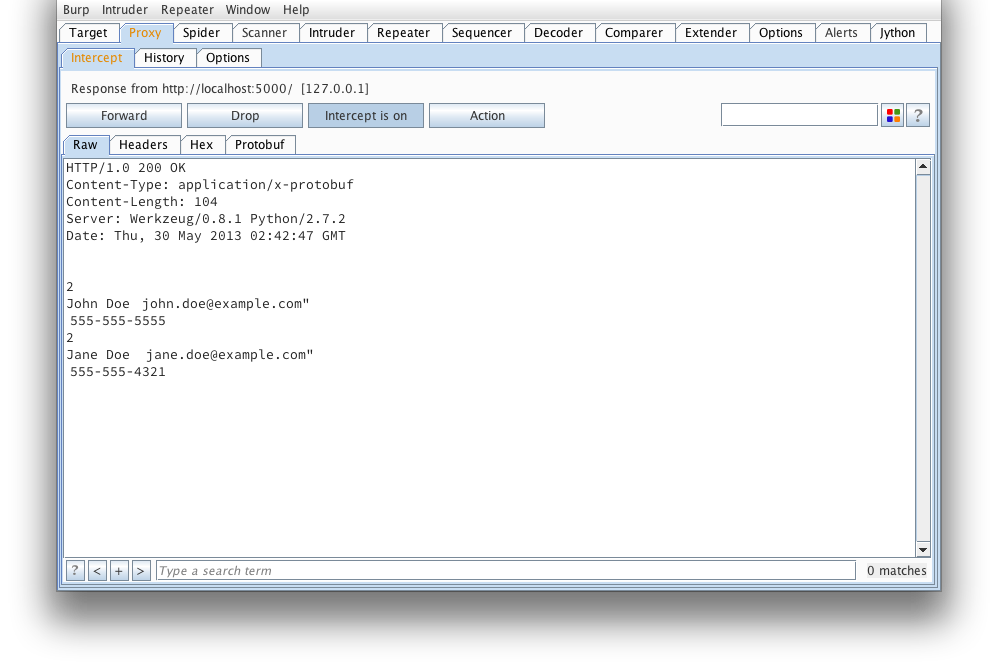 Burp Intruder Repeater Window Help
Target Proxy Spider Scanner Intruder Repeater Sequencer Decoder Comparer Extender Options Alerts Jython
Intercept History Options
Response from http://localhost:5000/ [127.0.0.1]
Forward Drop Intercept is on Action ?
Raw Headers Hex Protobuf
HTTP/1.0 200 OK
Content-Type: application/x-protobuf
Content-Length: 104
Server: Werkzeug/0.8.1 Python/2.7.2
Date: Thu, 30 May 2013 02:42:47 GMT
2
John Doe john.doe@example.com"
555-555-5555
2
Jane Doe jane.doe@example.com"
555-555-4321
? < + > Type a search term 0 matches